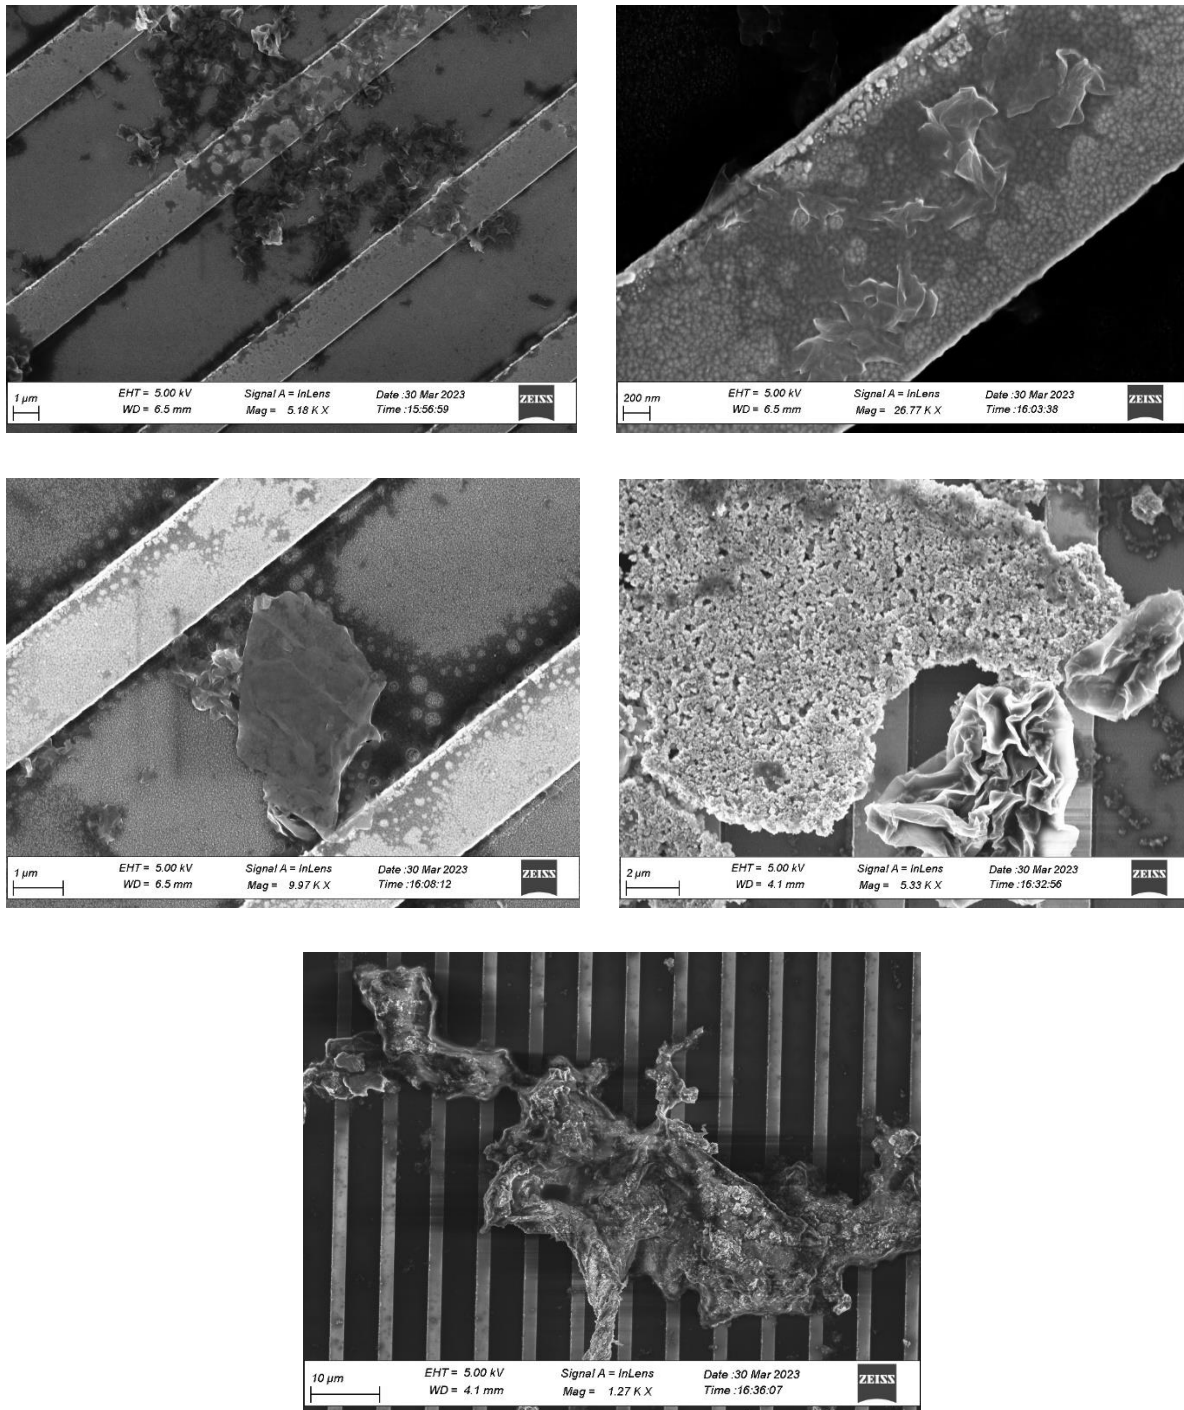 1 µm
EHT = 5.00 kV
WD = 6.5 mm
Signal A = InLens
Mag = 5.18 K X
Date :30 Mar 2023
Time :15:56:59
ZEISS
200 nm
EHT = 5.00 kV
WD = 6.5 mm
Signal A = InLens
Mag = 26.77 K X
Date :30 Mar 2023
Time :16:03:38
ZEISS
1 µm
EHT = 5.00 kV
WD = 6.5 mm
Signal A = InLens
Mag = 9.97 K X
Date :30 Mar 2023
Time :16:08:12
ZEISS
2 µm
EHT = 5.00 kV
WD = 4.1 mm
Signal A = InLens
Mag = 5.33 K X
Date :30 Mar 2023
Time :16:32:56
ZEISS
10 µm
EHT = 5.00 kV
WD = 4.1 mm
Signal A = InLens
Mag = 1.27 K X
Date :30 Mar 2023
Time :16:36:07
ZEISS